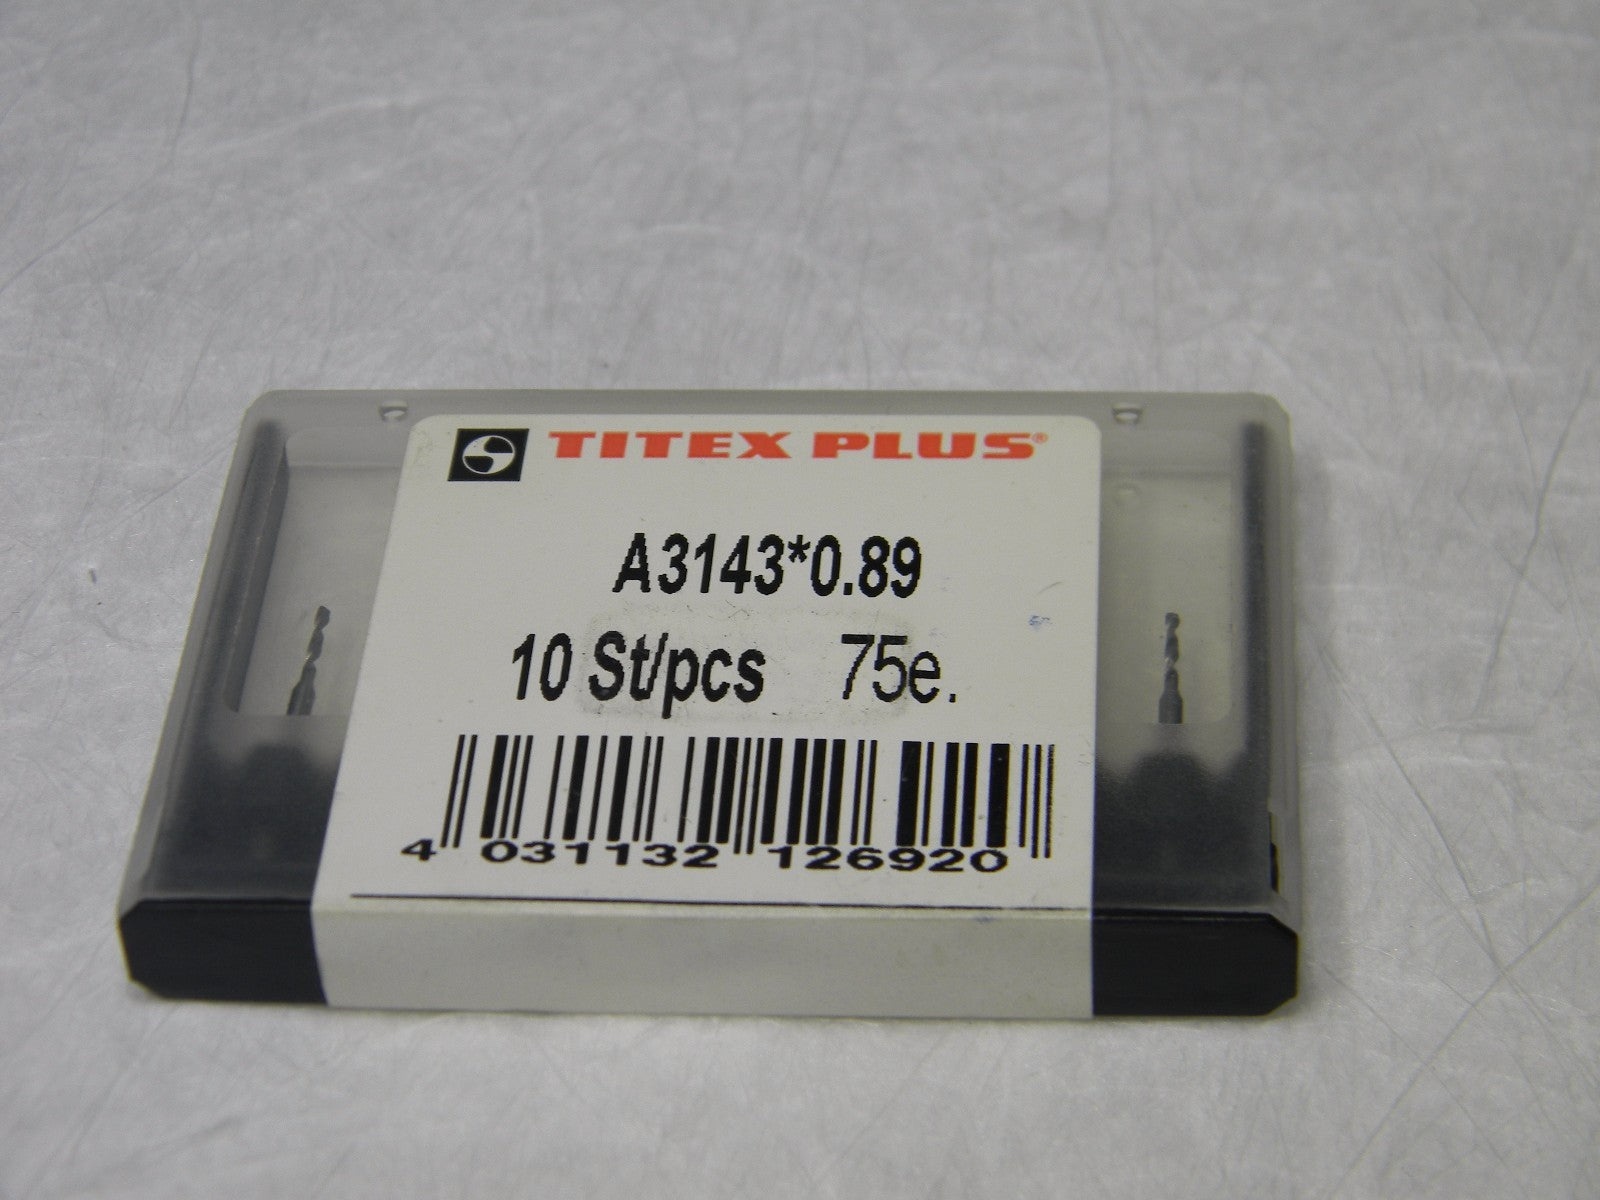 TITEX PLUS®
A3143*0.89
10 St/pcs 75e.
4 031132 126920